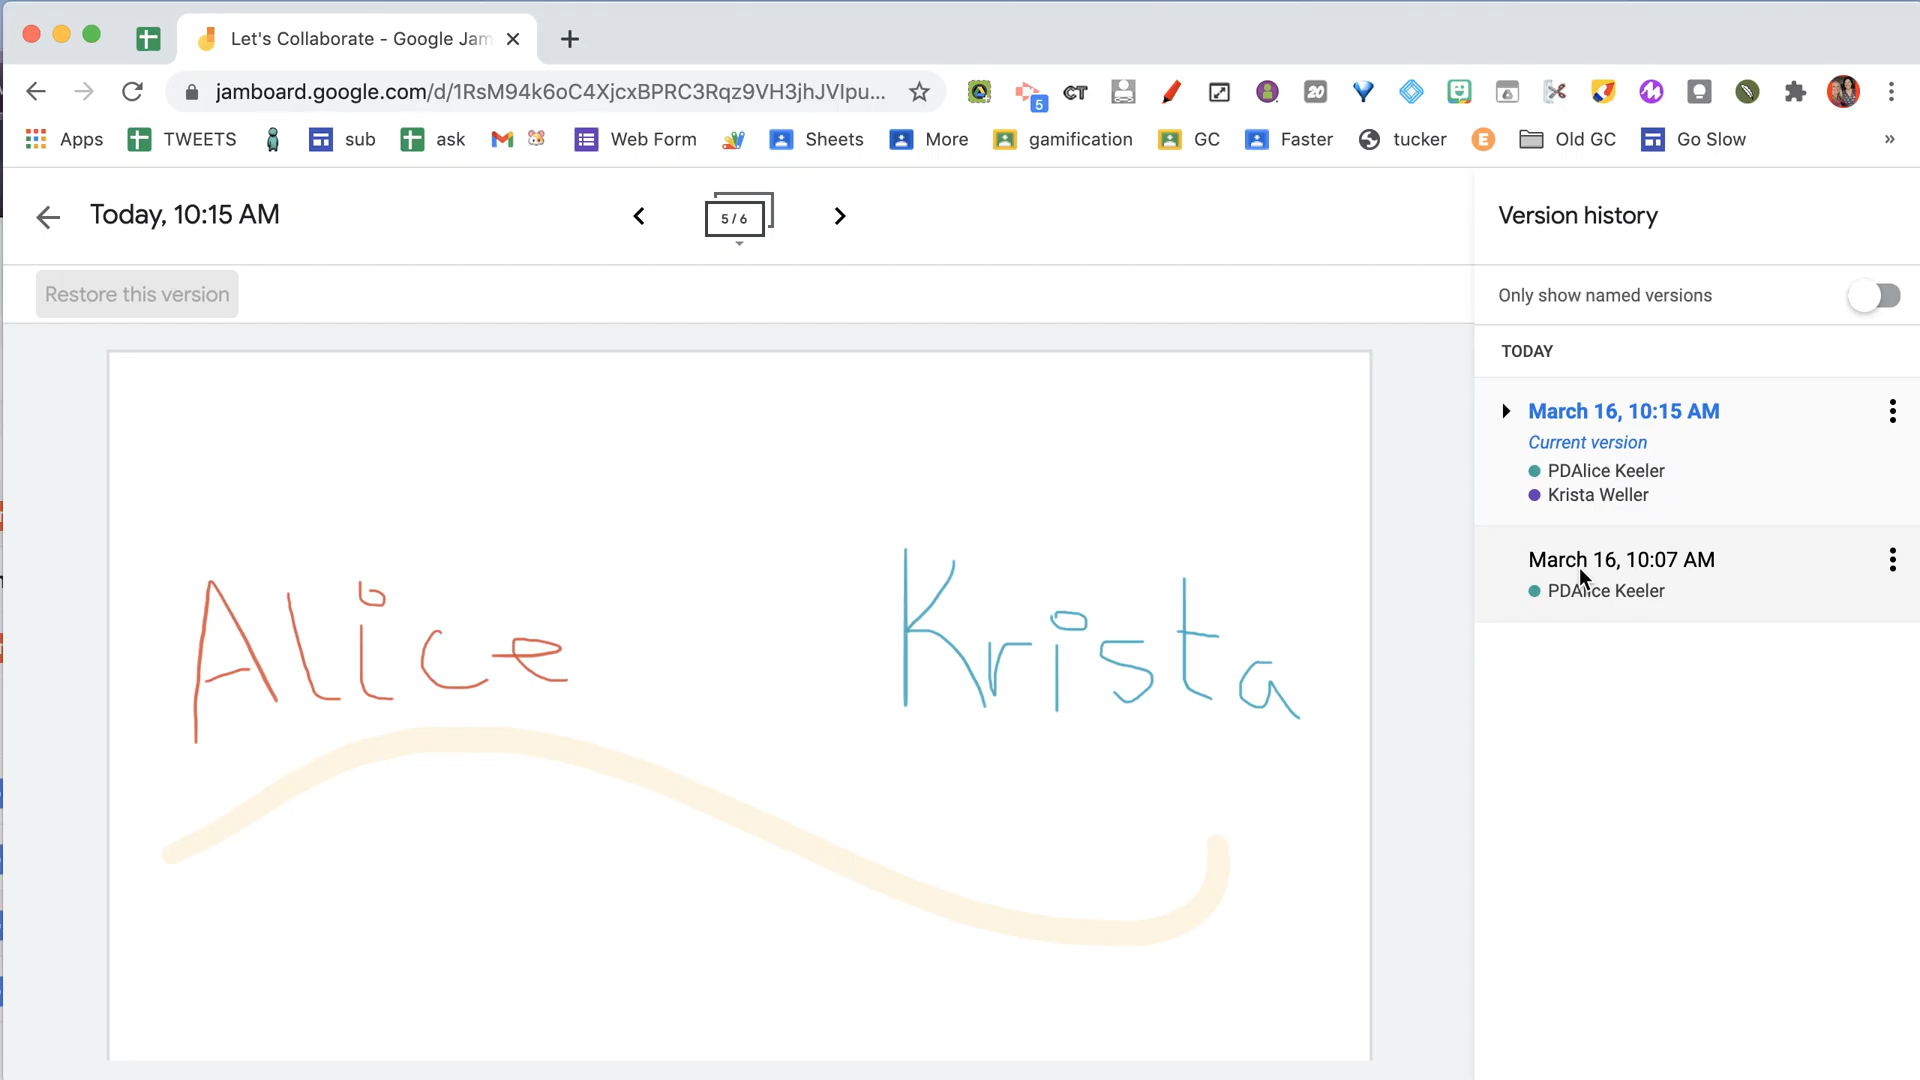 Let's Collaborate - Google Jam
jamboard.google.com/d/1RsM94k6oC4XjcxBPRC3Rqz9VH3jhJVIpu...
5
CT
20
Apps
TWEETS
sub
ask
Web Form
Sheets
More
gamification
GC
Faster
tucker
E
Old GC
Go Slow
»
Today, 10:15 AM
5 / 6
Version history
Restore this version
Only show named versions
TODAY
March 16, 10:15 AM
Current version
PDAlice Keeler
Krista Weller
March 16, 10:07 AM
PDAlice Keeler
Alice
Krista